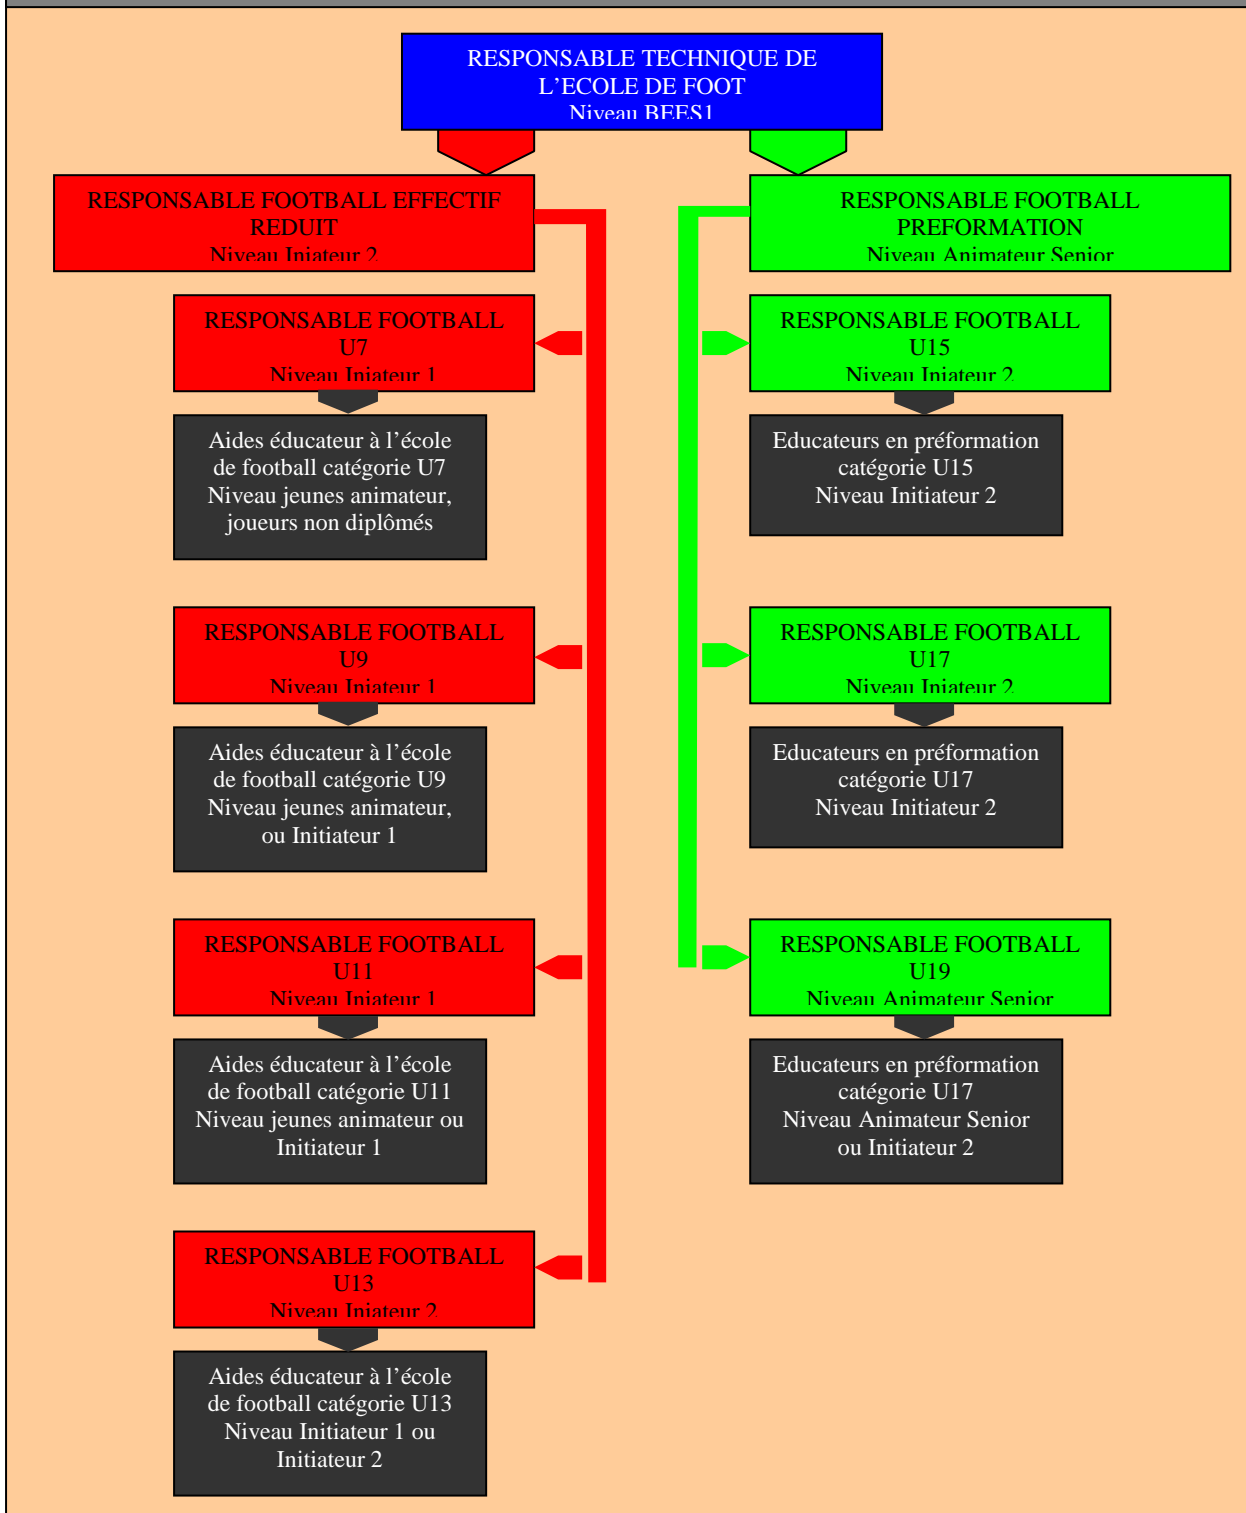 RESPONSABLE TECHNIQUE DE
L’ECOLE DE FOOT
Niveau BEES1
RESPONSABLE FOOTBALL EFFECTIF
REDUIT
Niveau Iniateur 2
RESPONSABLE FOOTBALL
U7
Niveau Iniateur 1
Aides éducateur à l’école
de football catégorie U7
Niveau jeunes animateur,
joueurs non diplômés
RESPONSABLE FOOTBALL
U9
Niveau Iniateur 1
Aides éducateur à l’école
de football catégorie U9
Niveau jeunes animateur,
ou Initiateur 1
RESPONSABLE FOOTBALL
U11
Niveau Iniateur 1
Aides éducateur à l’école
de football catégorie U11
Niveau jeunes animateur ou
Initiateur 1
RESPONSABLE FOOTBALL
U13
Niveau Iniateur 2
Aides éducateur à l’école
de football catégorie U13
Niveau Initiateur 1 ou
Initiateur 2
RESPONSABLE FOOTBALL
PREFORMATION
Niveau Animateur Senior
RESPONSABLE FOOTBALL
U15
Niveau Iniateur 2
Educateurs en préformation
catégorie U15
Niveau Initiateur 2
RESPONSABLE FOOTBALL
U17
Niveau Iniateur 2
Educateurs en préformation
catégorie U17
Niveau Initiateur 2
RESPONSABLE FOOTBALL
U19
Niveau Animateur Senior
Educateurs en préformation
catégorie U17
Niveau Animateur Senior
ou Initiateur 2